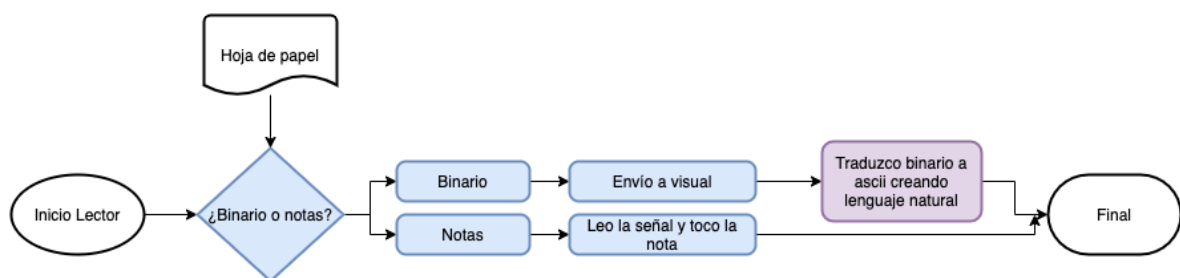 Hoja de papel
Inicio Lector
¿Binario o notas?
Binario
Envío a visual
Traduzco binario a
ascii creando
lenguaje natural
Notas
Leo la señal y toco la
nota
Final